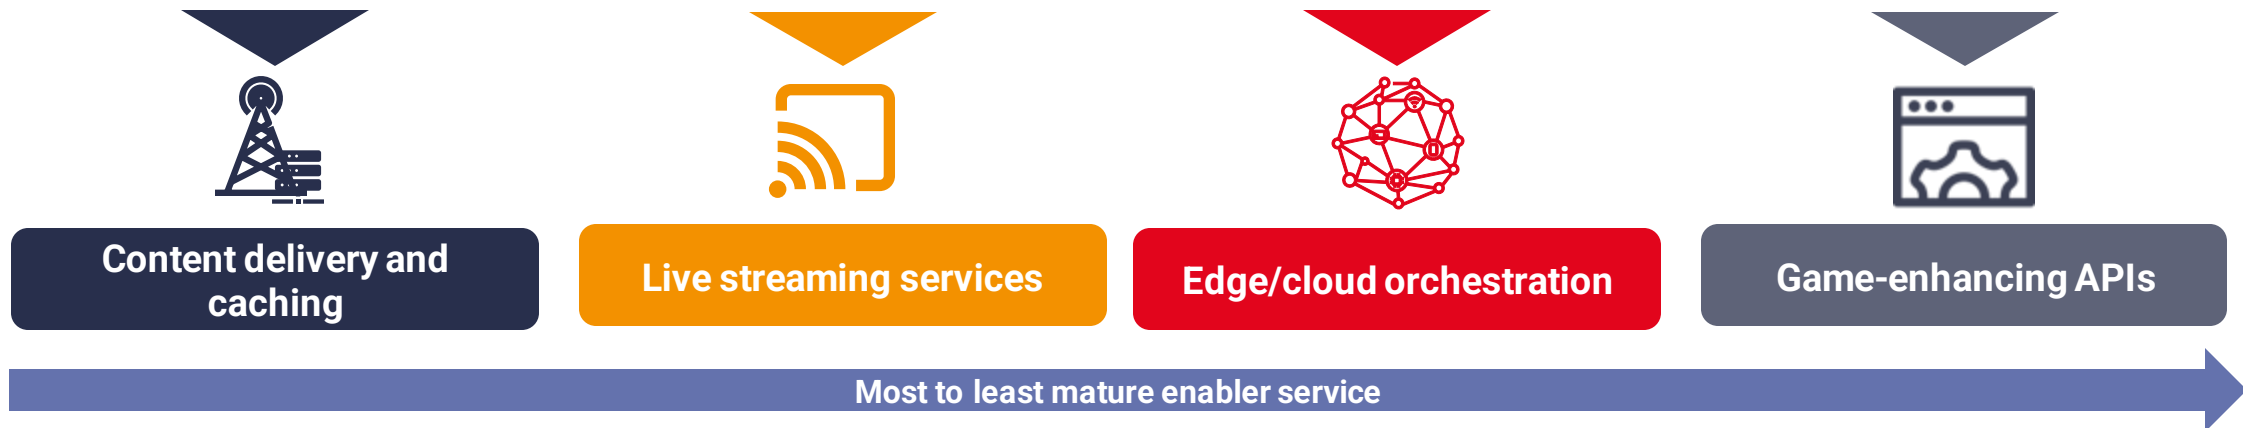 Content delivery and
caching
Live streaming services
Edge/cloud orchestration
Game-enhancing APIs
Most to least mature enabler service